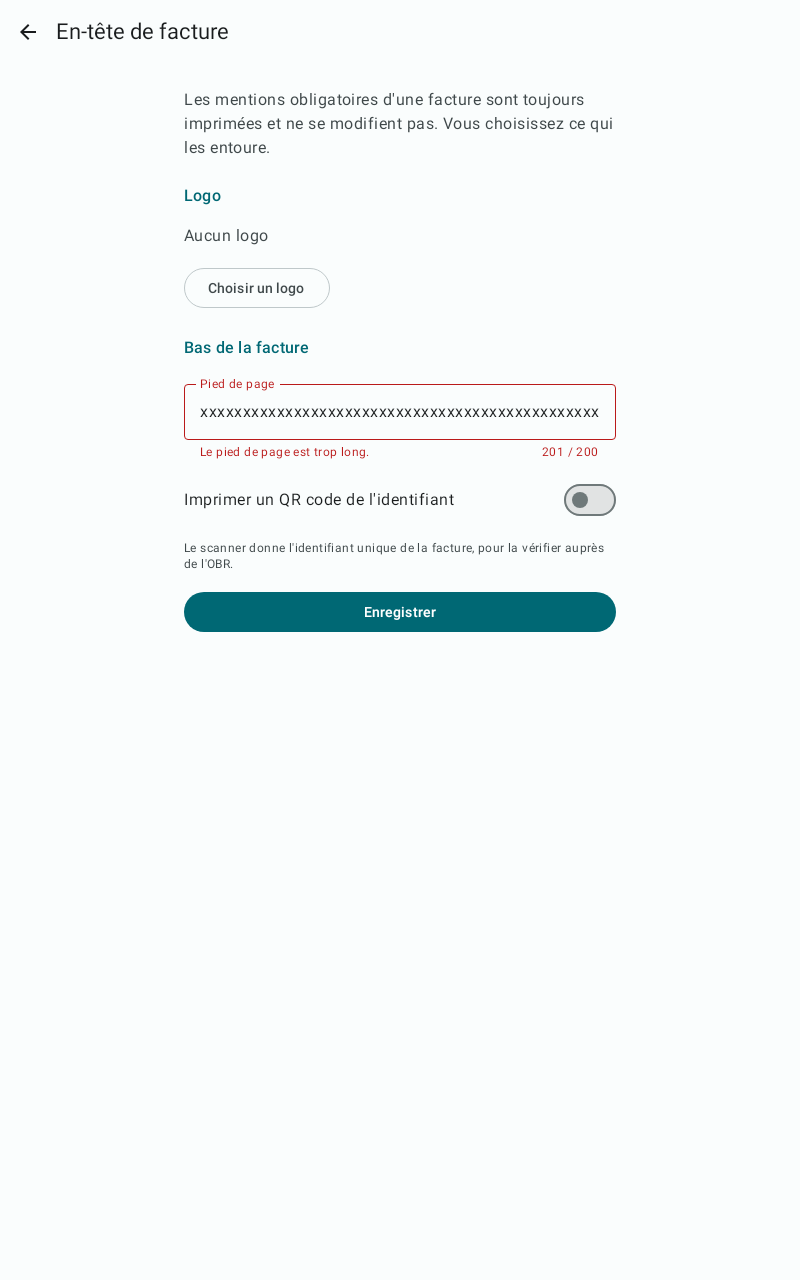 En-tête de facture
Les mentions obligatoires d'une facture sont toujours
imprimées et ne se modifient pas. Vous choisissez ce qui
les entoure.
Logo
Aucun logo
Choisir un logo
Bas de la facture
Pied de page
xxxxxxxxxxxxxxxxxxxxxxxxxxxxxxxxxxxxxxxxxxxxxxx
Le pied de page est trop long.
201 / 200
Imprimer un QR code de l'identifiant
Le scanner donne l'identifiant unique de la facture, pour la vérifier auprès
de l'OBR.
Enregistrer